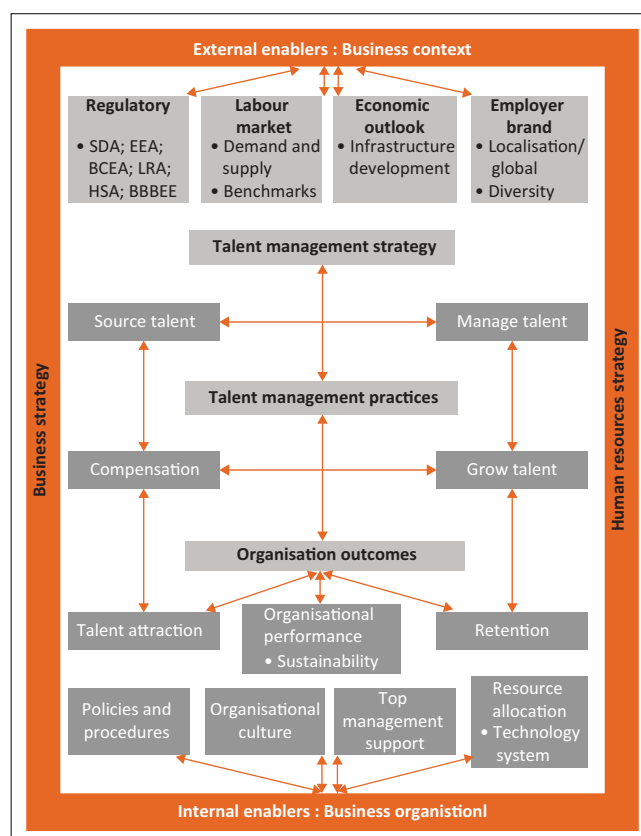 External enablers : Business context
Regulatory
• SDA; EEA;
BCEA; LRA;
HSA; BBBEE
Labour
market
• Demand and
supply
• Benchmarks
Economic
outlook
• Infrastructure
development
Employer
brand
• Localisation/
global
• Diversity
Talent management strategy
Source talent
Manage talent
Business strategy
Human resources strategy
Talent management practices
Compensation
Grow talent
Organisation outcomes
Talent attraction
Organisational
performance
• Sustainability
Retention
Policies and
procedures
Organisational
culture
Top
management
support
Resource
allocation
• Technology
system
Internal enablers : Business organistionl